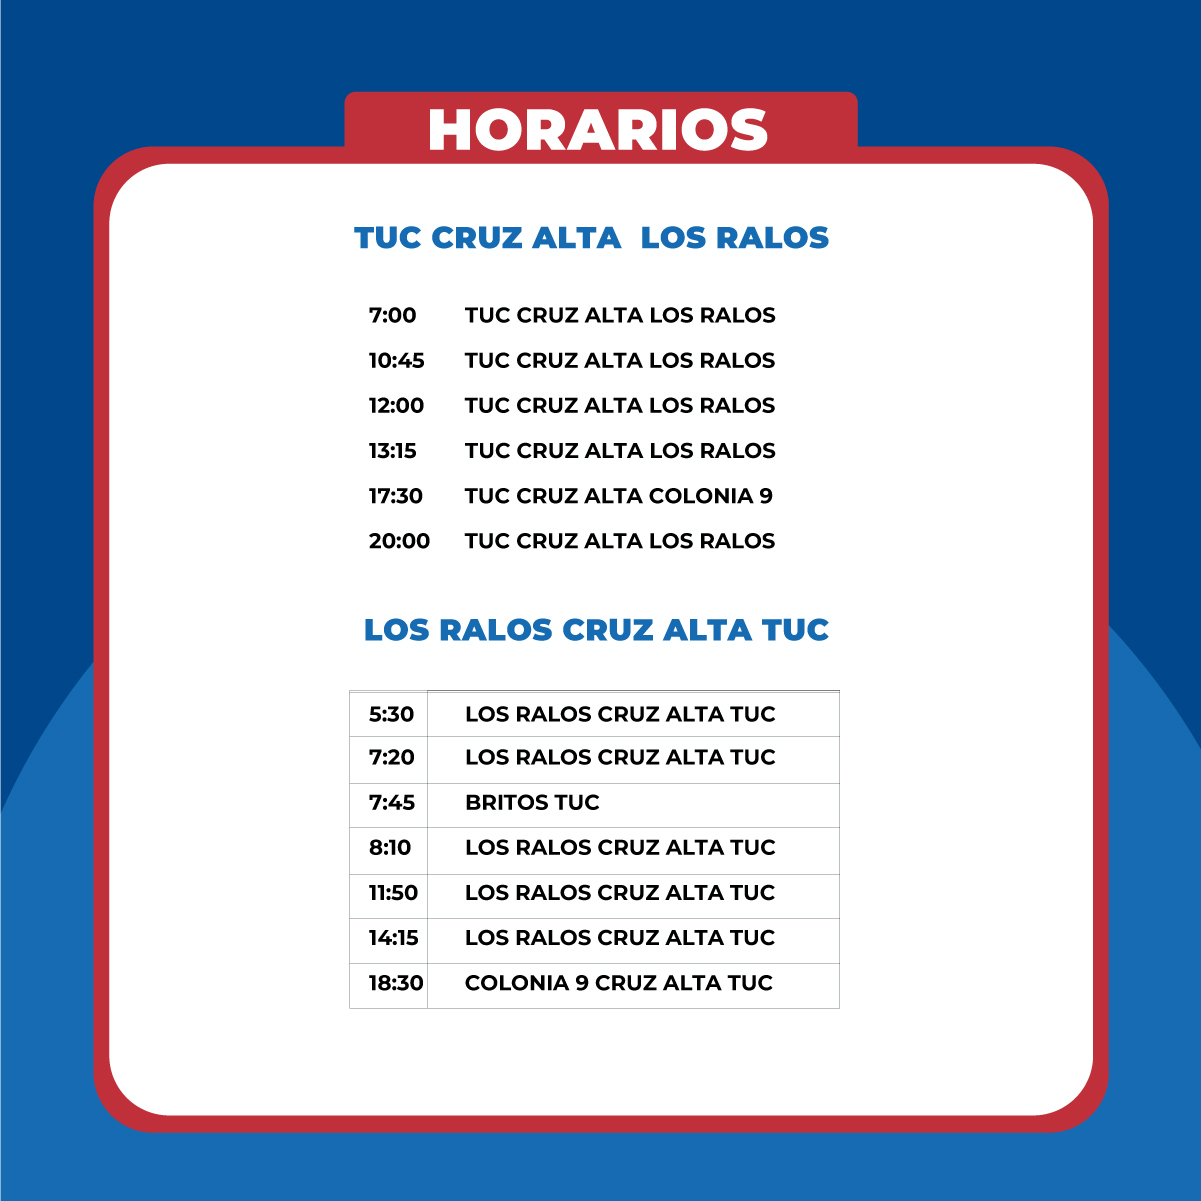 HORARIOS
TUC CRUZ ALTA LOS RALOS
7:00 TUC CRUZ ALTA LOS RALOS
10:45 TUC CRUZ ALTA LOS RALOS
12:00 TUC CRUZ ALTA LOS RALOS
13:15 TUC CRUZ ALTA LOS RALOS
17:30 TUC CRUZ ALTA COLONIA 9
20:00 TUC CRUZ ALTA LOS RALOS
LOS RALOS CRUZ ALTA TUC
5:30 LOS RALOS CRUZ ALTA TUC
7:20 LOS RALOS CRUZ ALTA TUC
7:45 BRITOS TUC
8:10 LOS RALOS CRUZ ALTA TUC
11:50 LOS RALOS CRUZ ALTA TUC
14:15 LOS RALOS CRUZ ALTA TUC
18:30 COLONIA 9 CRUZ ALTA TUC